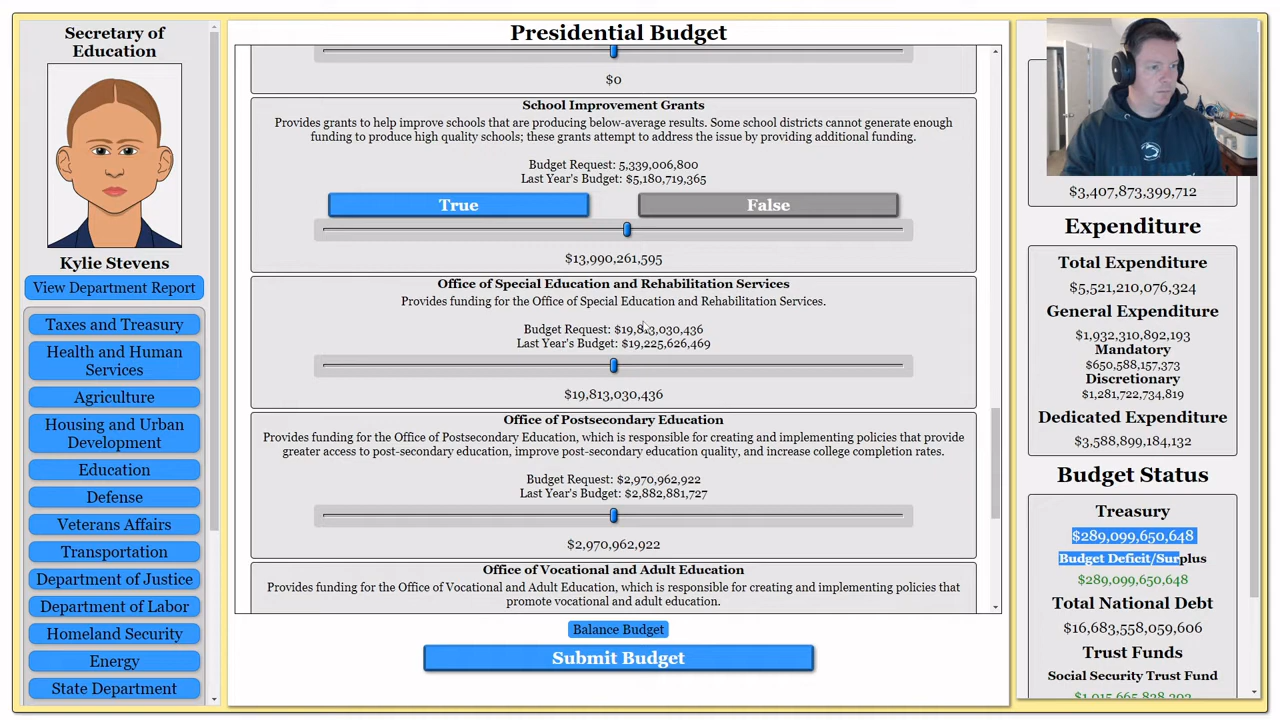 Secretary of
Education
Kylie Stevens
View Department Report
Taxes and Treasury
Health and Human
Services
Agriculture
Housing and Urban
Development
Education
Defense
Veterans Affairs
Transportation
Department of Justice
Department of Labor
Homeland Security
Energy
State Department
Presidential Budget
$0
School Improvement Grants
Provides grants to help improve schools that are producing below-average results. Some school districts cannot generate enough
funding to produce high quality schools; these grants attempt to address the issue by providing additional funding.
Budget Request: 5,339,006,800
Last Year's Budget: $5,180,719,365
True
False
$13,990,261,595
Office of Special Education and Rehabilitation Services
Provides funding for the Office of Special Education and Rehabilitation Services.
Budget Request: $19,813,030,436
Last Year's Budget: $19,225,626,469
$19,813,030,436
Office of Postsecondary Education
Provides funding for the Office of Postsecondary Education, which is responsible for creating and implementing policies that provide
greater access to post-secondary education, improve post-secondary education quality, and increase college completion rates.
Budget Request: $2,970,962,922
Last Year's Budget: $2,882,881,727
$2,970,962,922
Office of Vocational and Adult Education
Provides funding for the Office of Vocational and Adult Education, which is responsible for creating and implementing policies that
promote vocational and adult education.
Balance Budget
Submit Budget
$3,407,873,399,712
Expenditure
Total Expenditure
$5,521,210,076,324
General Expenditure
$1,932,310,892,193
Mandatory
$650,588,157,373
Discretionary
$1,281,722,734,819
Dedicated Expenditure
$3,588,899,184,132
Budget Status
Treasury
$289,099,650,648
Budget Deficit/Surplus
$289,099,650,648
Total National Debt
$16,683,558,059,606
Trust Funds
Social Security Trust Fund